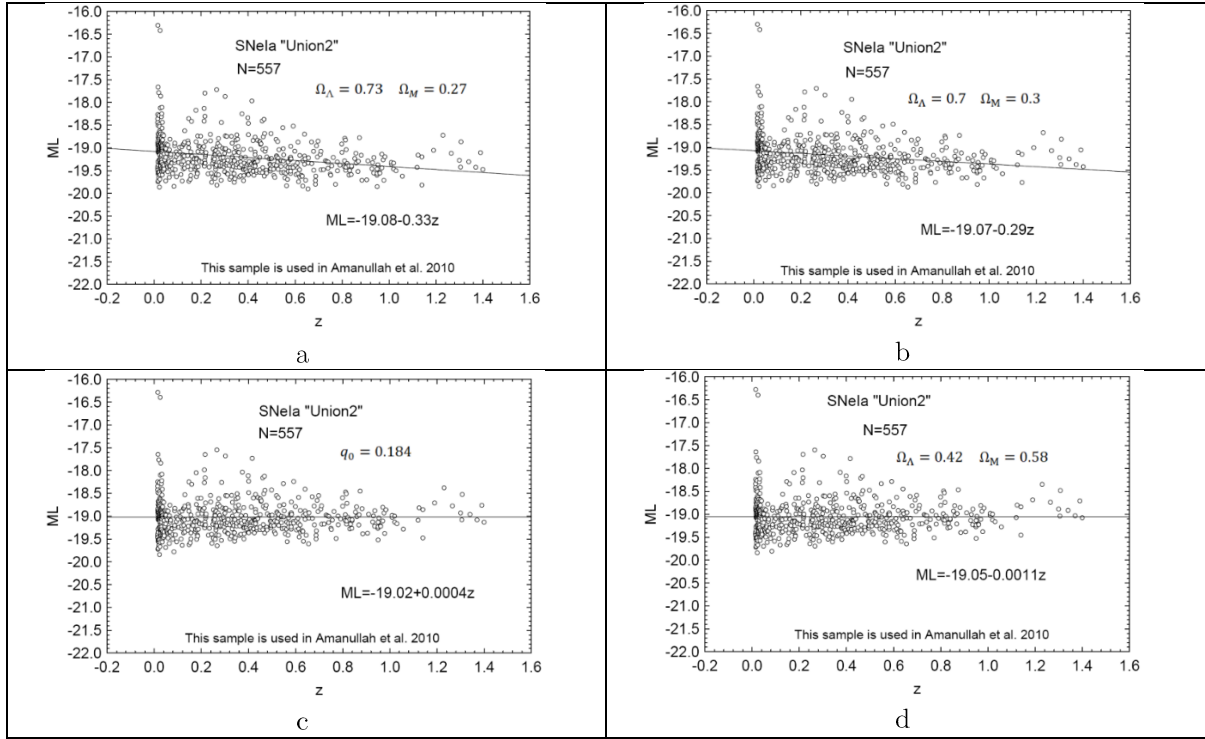 -16.0
-16.5
-17.0
-17.5
-18.0
-18.5
-19.0
-19.5
-20.0
-20.5
-21.0
-21.5
-22.0
ML
SNeIa "Union2"
N=557
Ω_Λ = 0.73 Ω_M = 0.27
ML=-19.08-0.33z
This sample is used in Amanullah et al. 2010
-0.2 0.0 0.2 0.4 0.6 0.8 1.0 1.2 1.4 1.6
z
a
-16.0
-16.5
-17.0
-17.5
-18.0
-18.5
-19.0
-19.5
-20.0
-20.5
-21.0
-21.5
-22.0
ML
SNeIa "Union2"
N=557
Ω_Λ = 0.7 Ω_M = 0.3
ML=-19.07-0.29z
This sample is used in Amanullah et al. 2010
-0.2 0.0 0.2 0.4 0.6 0.8 1.0 1.2 1.4 1.6
z
b
-16.0
-16.5
-17.0
-17.5
-18.0
-18.5
-19.0
-19.5
-20.0
-20.5
-21.0
-21.5
-22.0
ML
SNeIa "Union2"
N=557
q₀ = 0.184
ML=-19.02+0.0004z
This sample is used in Amanullah et al. 2010
-0.2 0.0 0.2 0.4 0.6 0.8 1.0 1.2 1.4 1.6
z
c
-16.0
-16.5
-17.0
-17.5
-18.0
-18.5
-19.0
-19.5
-20.0
-20.5
-21.0
-21.5
-22.0
ML
SNeIa "Union2"
N=557
Ω_Λ = 0.42 Ω_M = 0.58
ML=-19.05-0.0011z
This sample is used in Amanullah et al. 2010
-0.2 0.0 0.2 0.4 0.6 0.8 1.0 1.2 1.4 1.6
z
d